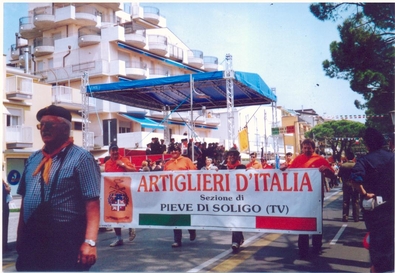 ARTIGLIERI D'ITALIA
Sezione di
PIEVE DI SOLIGO (TV)